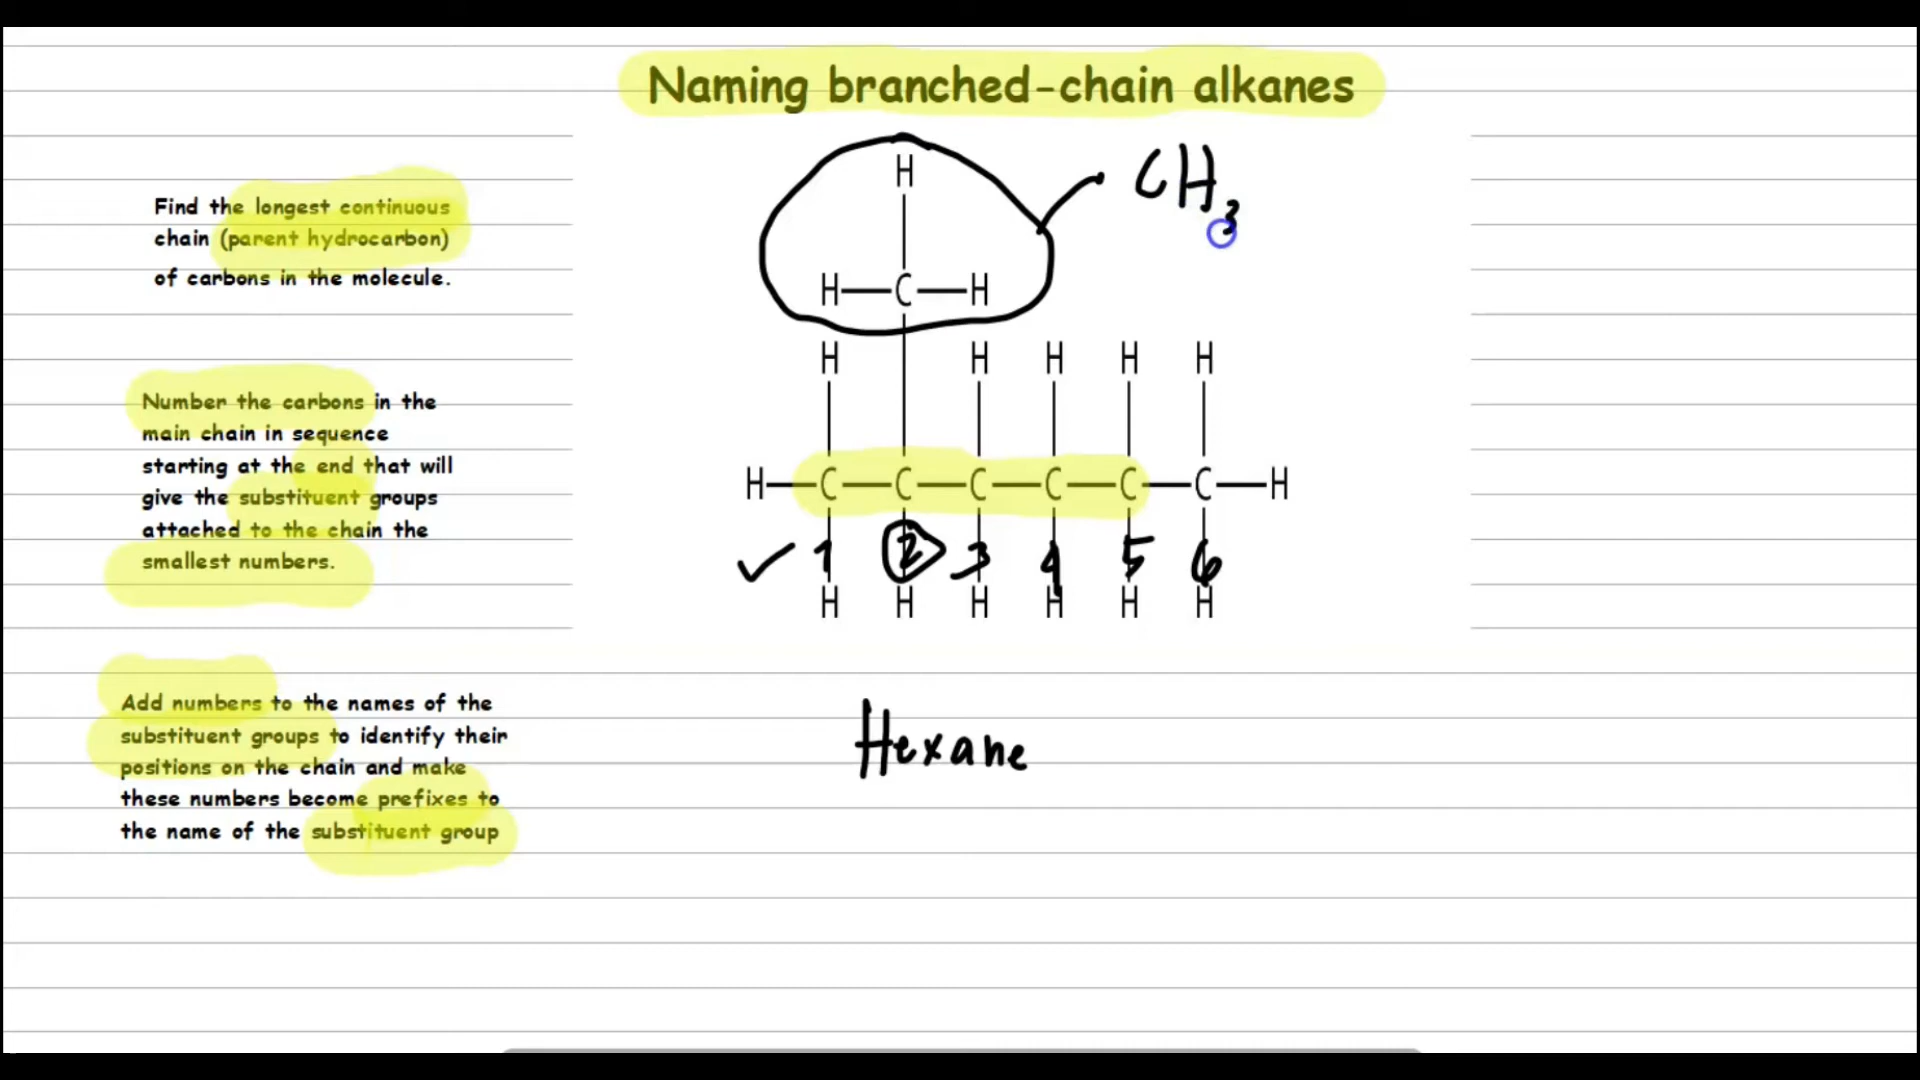 Naming branched-chain alkanes
Find the longest continuous
chain (parent hydrocarbon)
of carbons in the molecule.
Number the carbons in the
main chain in sequence
starting at the end that will
give the substituent groups
attached to the chain the
smallest numbers.
Add numbers to the names of the
substituent groups to identify their
positions on the chain and make
these numbers become prefixes to
the name of the substituent group
H
CH3
H—C—H
H H H H H
H—C—C—C—C—C—C—H
1 2 3 4 5 6
H H H H H H
Hexane